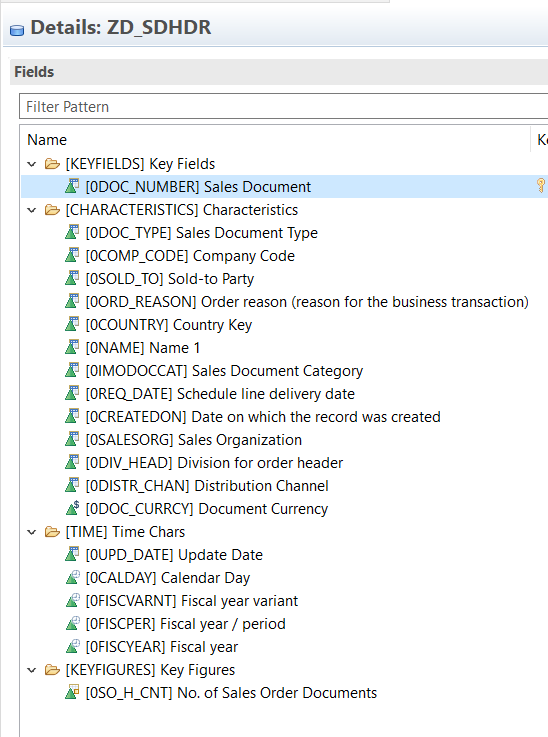 Details: ZD_SDHDR
Fields
Filter Pattern
Name Ke
[KEYFIELDS] Key Fields
[0DOC_NUMBER] Sales Document
[CHARACTERISTICS] Characteristics
[0DOC_TYPE] Sales Document Type
[0COMP_CODE] Company Code
[0SOLD_TO] Sold-to Party
[0ORD_REASON] Order reason (reason for the business transaction)
[0COUNTRY] Country Key
[0NAME] Name 1
[0IMODOCCAT] Sales Document Category
[0REQ_DATE] Schedule line delivery date
[0CREATEDON] Date on which the record was created
[0SALESORG] Sales Organization
[0DIV_HEAD] Division for order header
[0DISTR_CHAN] Distribution Channel
[0DOC_CURRCY] Document Currency
[TIME] Time Chars
[0UPD_DATE] Update Date
[0CALDAY] Calendar Day
[0FISCVARNT] Fiscal year variant
[0FISCPER] Fiscal year / period
[0FISCYEAR] Fiscal year
[KEYFIGURES] Key Figures
[0SO_H_CNT] No. of Sales Order Documents